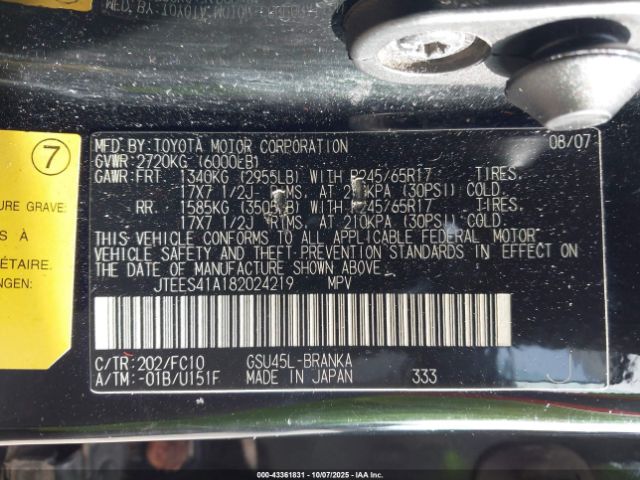 MFD.BY: TOYOTA MOTOR CORPORATION 08/07
GVWR: 2720KG (6000LB)
GAWR: FRT. 1340KG (2955LB) WITH P245/65R17 TIRES,
17X7 1/2J RIMS, AT 210KPA (30PSI) COLD.
RR. 1585KG (3500LB) WITH P245/65R17 TIRES,
17X7 1/2J RIMS, AT 210KPA (30PSI) COLD.
THIS VEHICLE CONFORMS TO ALL APPLICABLE FEDERAL MOTOR
VEHICLE SAFETY AND THEFT-PREVENTION STANDARDS IN EFFECT ON
THE DATE OF MANUFACTURE SHOWN ABOVE.
JTEES41A182024219 MPV
C/TR: 202/FC10 GSU45L-BRANKA
A/TM: -01B/U151F MADE IN JAPAN 333 J
7
URE GRAVE
S À
ÉTAIRE.
ENGER.
000-43361831 - 10/07/2025 - IAA, Inc.